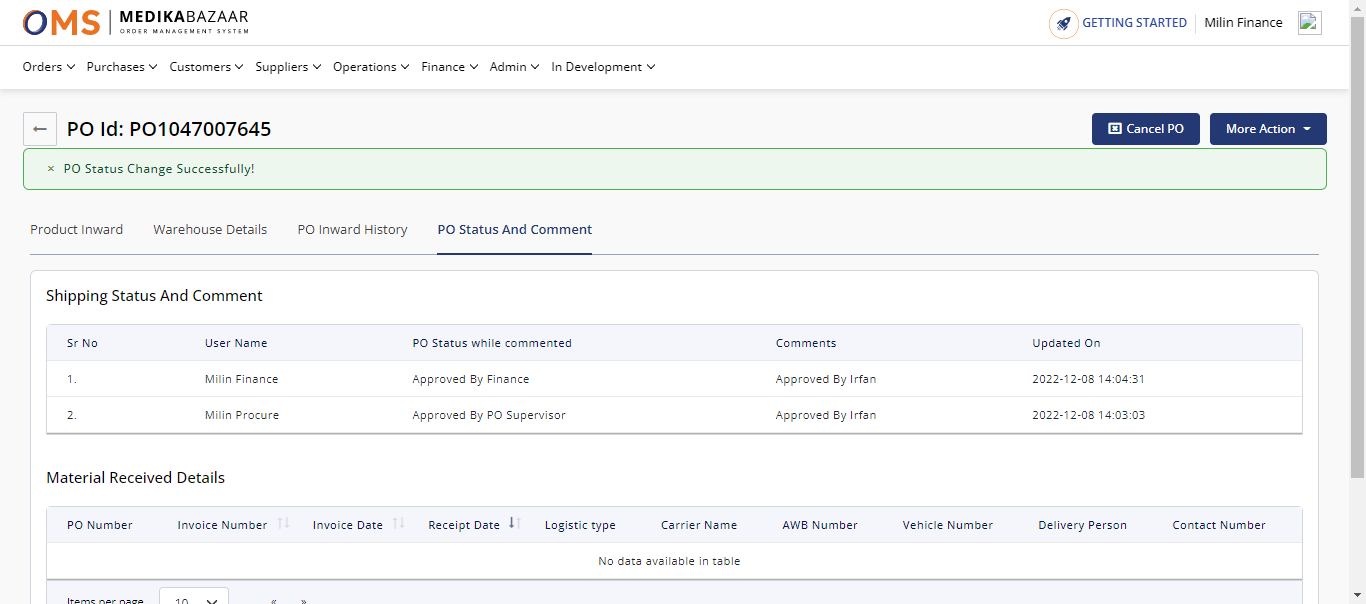 OMS MEDIKABAZAAR
ORDER MANAGEMENT SYSTEM
GETTING STARTED Milin Finance
Orders Purchases Customers Suppliers Operations Finance Admin In Development
← PO Id: PO1047007645 Cancel PO More Action
× PO Status Change Successfully!
Product Inward Warehouse Details PO Inward History PO Status And Comment
Shipping Status And Comment
Sr No User Name PO Status while commented Comments Updated On
1. Milin Finance Approved By Finance Approved By Irfan 2022-12-08 14:04:31
2. Milin Procure Approved By PO Supervisor Approved By Irfan 2022-12-08 14:03:03
Material Received Details
PO Number Invoice Number Invoice Date Receipt Date Logistic type Carrier Name AWB Number Vehicle Number Delivery Person Contact Number
No data available in table
Items per page 10 « »